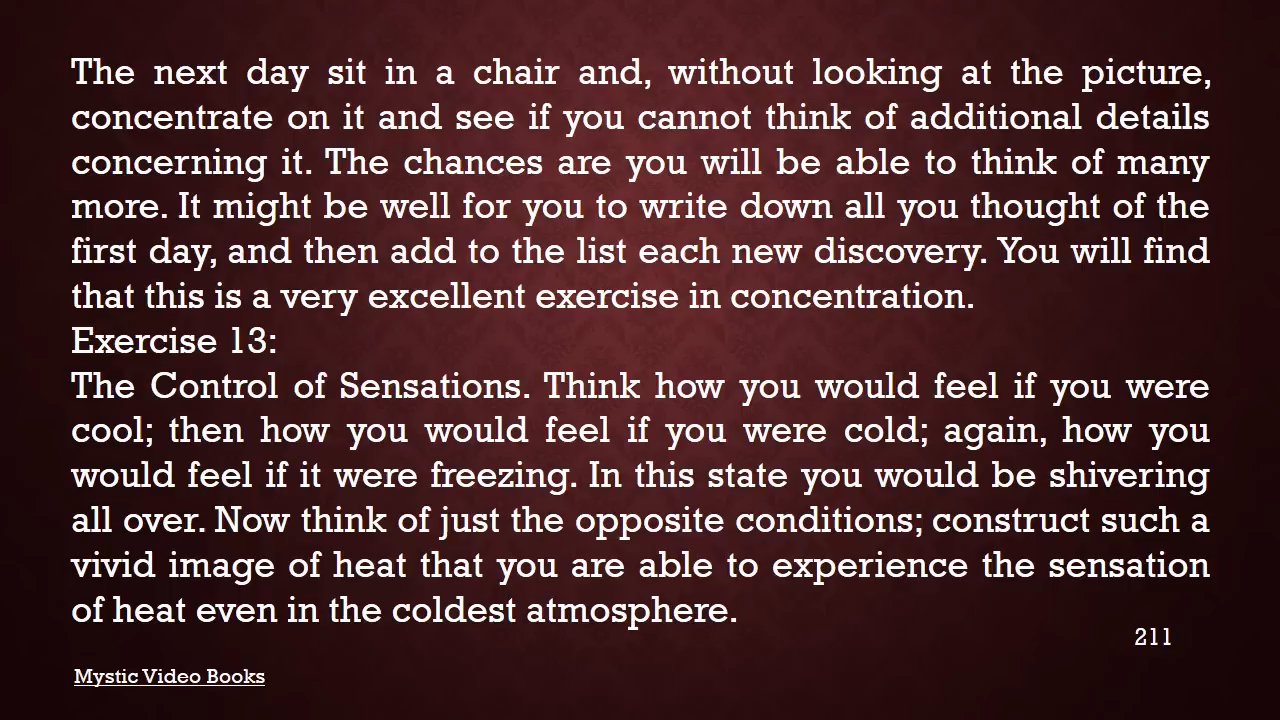 The next day sit in a chair and, without looking at the picture,
concentrate on it and see if you cannot think of additional details
concerning it. The chances are you will be able to think of many
more. It might be well for you to write down all you thought of the
first day, and then add to the list each new discovery. You will find
that this is a very excellent exercise in concentration.
Exercise 13:
The Control of Sensations. Think how you would feel if you were
cool; then how you would feel if you were cold; again, how you
would feel if it were freezing. In this state you would be shivering
all over. Now think of just the opposite conditions; construct such a
vivid image of heat that you are able to experience the sensation
of heat even in the coldest atmosphere.
211
Mystic Video Books